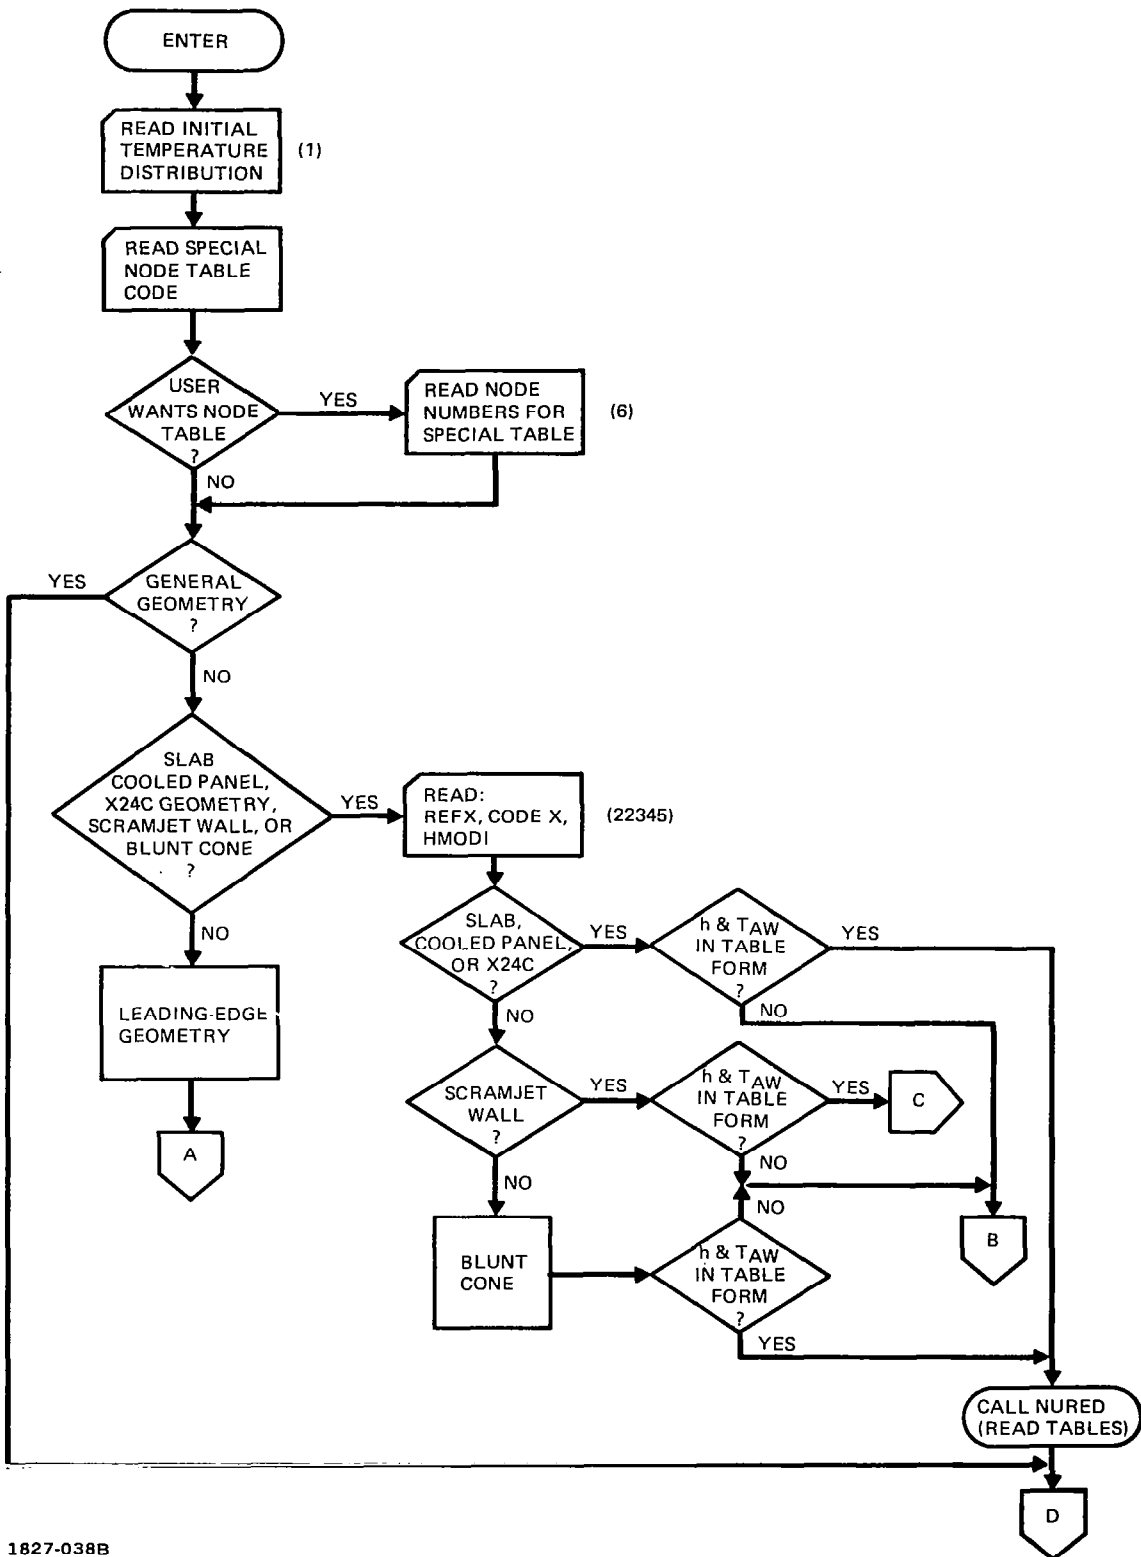 ENTER
READ INITIAL
TEMPERATURE
DISTRIBUTION
(1)
READ SPECIAL
NODE TABLE
CODE
USER
WANTS NODE
TABLE
?
YES
READ NODE
NUMBERS FOR
SPECIAL TABLE
(6)
NO
YES
GENERAL
GEOMETRY
?
NO
SLAB
COOLED PANEL,
X24C GEOMETRY,
SCRAMJET WALL, OR
BLUNT CONE
?
YES
READ:
REFX, CODE X,
HMODI
(22345)
NO
LEADING-EDGE
GEOMETRY
A
SLAB,
COOLED PANEL,
OR X24C
?
YES
h & TAW
IN TABLE
FORM
?
YES
NO
NO
SCRAMJET
WALL
?
YES
h & TAW
IN TABLE
FORM
?
YES
C
NO
NO
NO
BLUNT
CONE
h & TAW
IN TABLE
FORM
?
YES
B
CALL NURED
(READ TABLES)
D
1827-038B